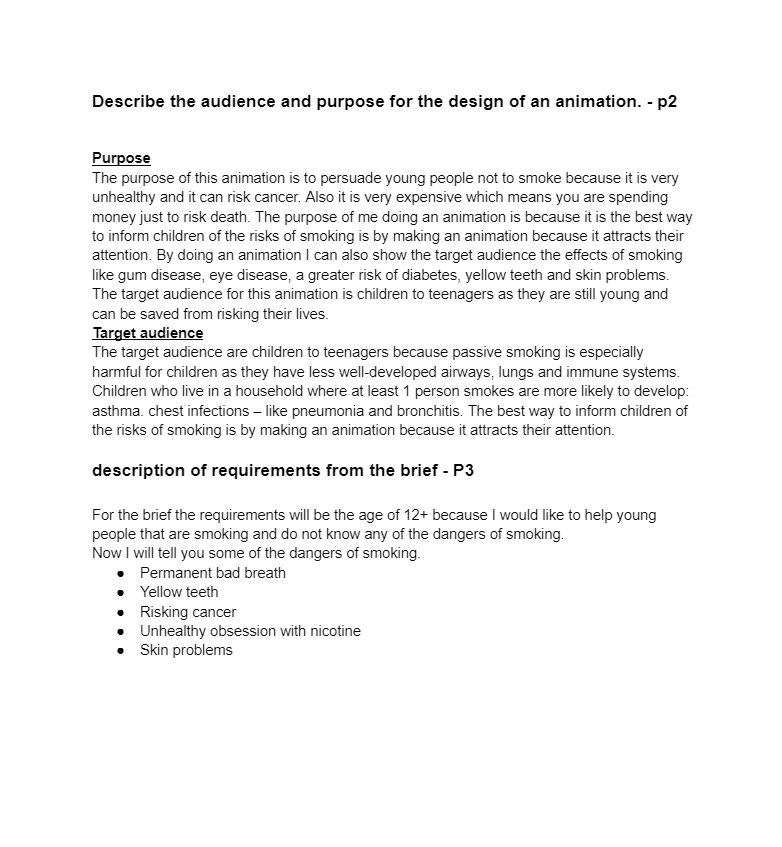 Describe the audience and purpose for the design of an animation. - p2
Purpose
The purpose of this animation is to persuade young people not to smoke because it is very
unhealthy and it can risk cancer. Also it is very expensive which means you are spending
money just to risk death. The purpose of me doing an animation is because it is the best way
to inform children of the risks of smoking is by making an animation because it attracts their
attention. By doing an animation I can also show the target audience the effects of smoking
like gum disease, eye disease, a greater risk of diabetes, yellow teeth and skin problems.
The target audience for this animation is children to teenagers as they are still young and
can be saved from risking their lives.
Target audience
The target audience are children to teenagers because passive smoking is especially
harmful for children as they have less well-developed airways, lungs and immune systems.
Children who live in a household where at least 1 person smokes are more likely to develop:
asthma. chest infections – like pneumonia and bronchitis. The best way to inform children of
the risks of smoking is by making an animation because it attracts their attention.
description of requirements from the brief - P3
For the brief the requirements will be the age of 12+ because I would like to help young
people that are smoking and do not know any of the dangers of smoking.
Now I will tell you some of the dangers of smoking.
● Permanent bad breath
● Yellow teeth
● Risking cancer
● Unhealthy obsession with nicotine
● Skin problems